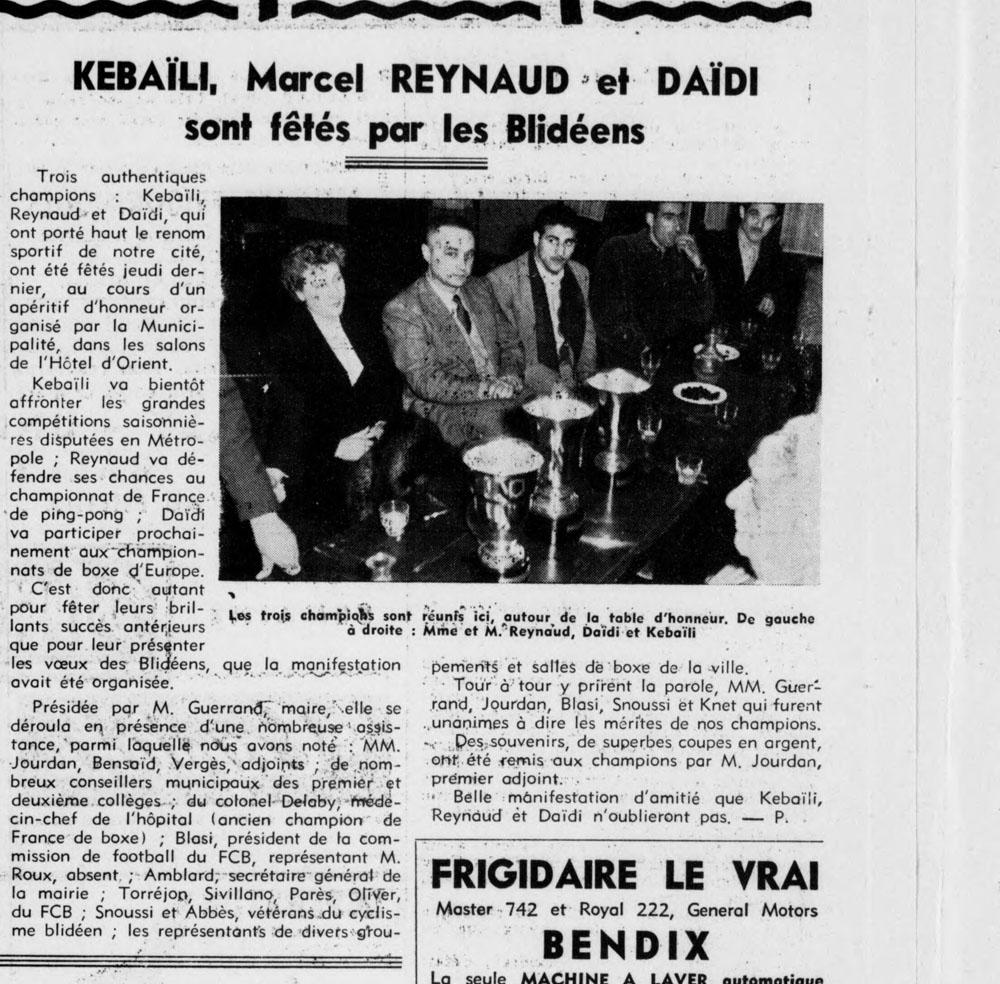 KEBAÏLI, Marcel REYNAUD et DAÏDI
sont fêtés par les Blidéens
Trois authentiques
champions : Kebaïli,
Reynaud et Daïdi, qui
ont porté haut le renom
sportif de notre cité,
ont été fêtés jeudi der-
nier, au cours d'un
apéritif d'honneur or-
ganisé par la Munici-
palité, dans les salons
de l'Hôtel d'Orient.
Kebaïli va bientôt
affronter les grandes
compétitions saisonniè-
res disputées en Métro-
pole ; Reynaud va dé-
fendre ses chances au
championnat de France
de ping-pong ; Daïdi
va participer prochai-
nement aux champion-
nats de boxe d'Europe.
C'est donc autant
pour fêter leurs bril-
lants succès antérieurs
que pour leur présenter
les vœux des Blidéens, que la manifestation
avait été organisée.
Présidée par M. Guerrand, maire, elle se
déroula en présence d'une nombreuse assis-
tance, parmi laquelle nous avons noté : MM.
Jourdan, Bensaïd, Vergès, adjoints ; de nom-
breux conseillers municipaux des premier et
deuxième collèges ; du colonel Delaby, méde-
cin-chef de l'hôpital (ancien champion de
France de boxe) ; Blasi, président de la com-
mission de football du FCB, représentant M.
Roux, absent ; Amblard, secrétaire général de
la mairie ; Torréjon, Sivillano, Parès, Oliver,
du FCB ; Snoussi et Abbès, vétérans du cyclis-
me blidéen ; les représentants de divers grou-
Les trois champions sont réunis ici, autour de la table d'honneur. De gauche
à droite : Mme et M. Reynaud, Daïdi et Kebaïli
pements et salles de boxe de la ville.
Tour à tour y prirent la parole, MM. Guer-
rand, Jourdan, Blasi, Snoussi et Knet qui furent
unanimes à dire les mérites de nos champions.
Des souvenirs, de superbes coupes en argent,
ont été remis aux champions par M. Jourdan,
premier adjoint.
Belle manifestation d'amitié que Kebaïli,
Reynaud et Daïdi n'oublieront pas. — P.
FRIGIDAIRE LE VRAI
Master 742 et Royal 222, General Motors
BENDIX
La seule MACHINE A LAVER automatique